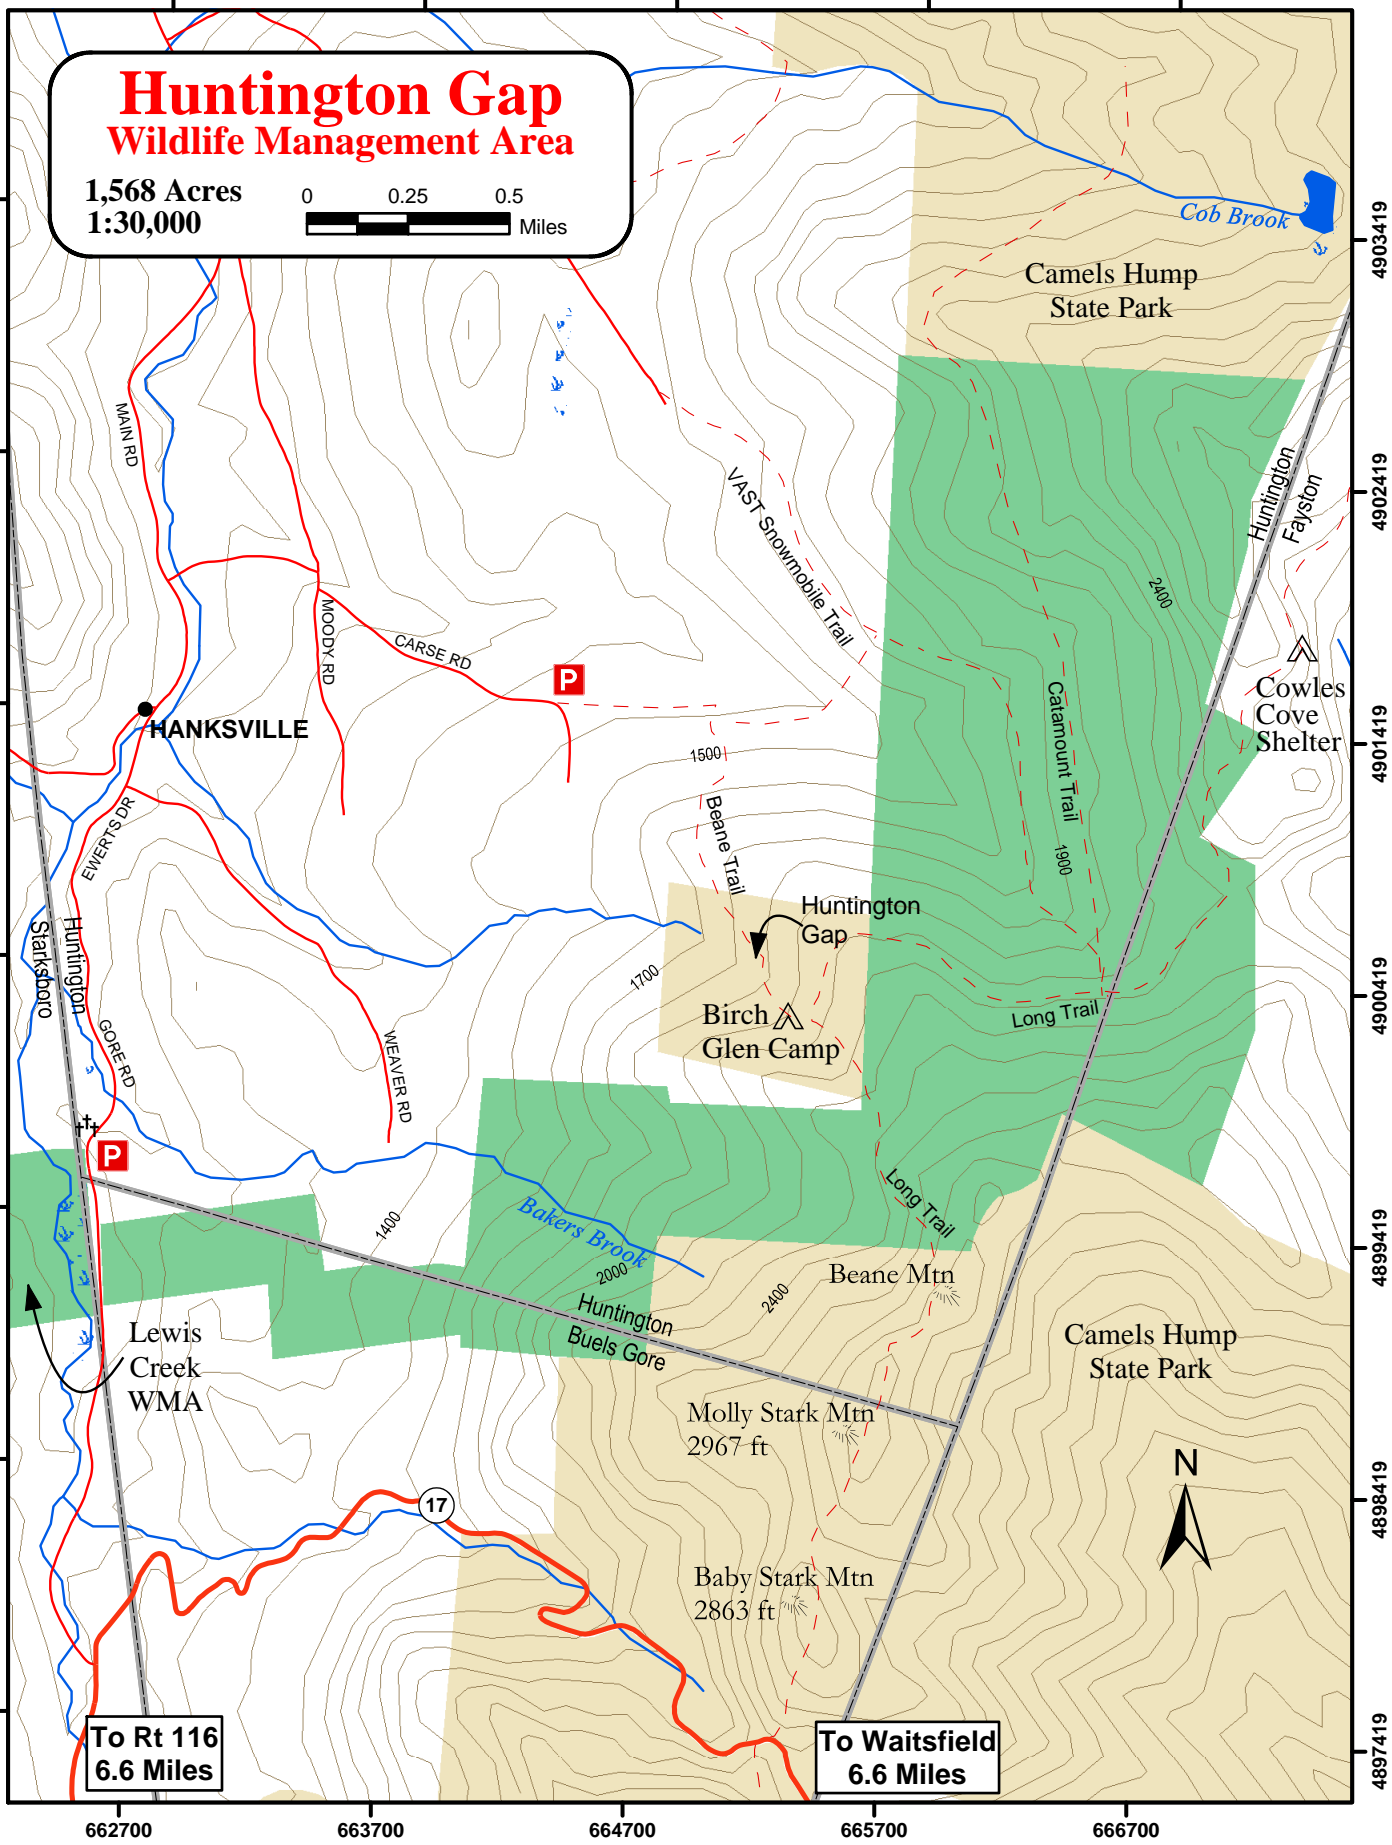 Huntington Gap
Wildlife Management Area
1,568 Acres
1:30,000
0 0.25 0.5
Miles
Cob Brook
Camels Hump
State Park
4903419
MAIN RD
VAST Snowmobile Trail
Huntington
Fayston
4902419
2400
MOODY RD
CARSE RD
P
Cowles
Cove
Shelter
HANKSVILLE
Catamount Trail
4901419
1500
Beane Trail
EWERTS DR
1900
Huntington
Gap
Huntington
Starksboro
1700
Birch
Glen Camp
Long Trail
4900419
GORE RD
WEAVER RD
P
Long Trail
Bakers Brook
1400
2000
4899419
Beane Mtn
2400
Huntington
Buels Gore
Lewis
Creek
WMA
Camels Hump
State Park
Molly Stark Mtn
2967 ft
N
17
4898419
Baby Stark Mtn
2863 ft
To Rt 116
6.6 Miles
To Waitsfield
6.6 Miles
4897419
662700 663700 664700 665700 666700